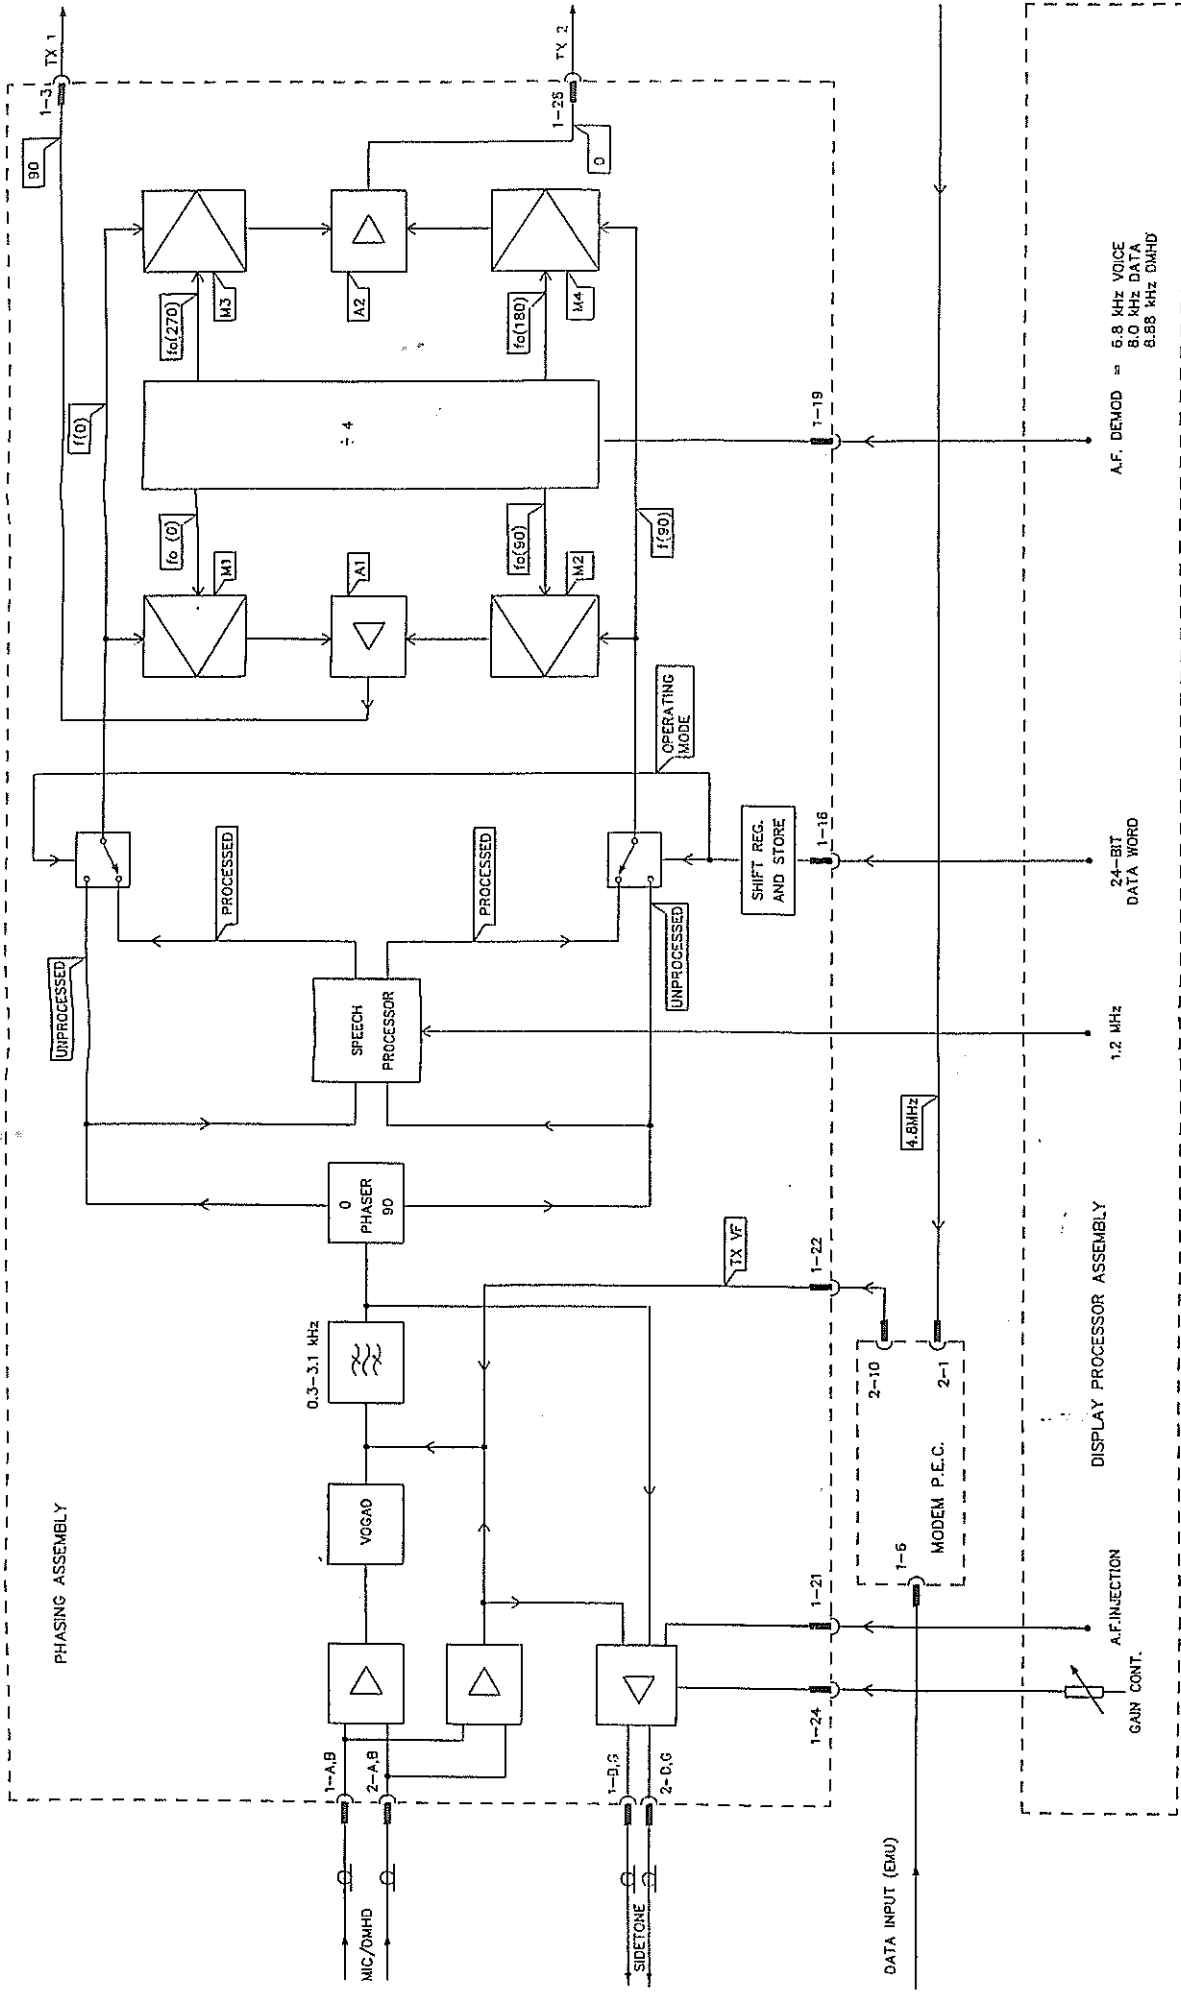 PHASING ASSEMBLY
MIC/DMHD
1-A,B
2-A,B
VOGAD
0.3-3.1 kHz
0
PHASER
90
UNPROCESSED
SPEECH
PROCESSOR
PROCESSED
PROCESSED
UNPROCESSED
OPERATING
MODE
SHIFT REG.
AND STORE
1-16
f(0)
f(90)
M1
A1
M2
fo (0)
fo(90)
÷ 4
fo(270)
fo(180)
M3
A2
M4
90
1-31
TX 1
0
1-28
TX 2
SIDETONE
1-D,G
2-D,G
1-24
1-21
TX VF
1-22
1-19
DATA INPUT (EMU)
1-6
MODEM P.E.C.
2-10
2-1
4.8MHz
GAIN CONT.
A.F.INJECTION
DISPLAY PROCESSOR ASSEMBLY
1.2 MHz
24-BIT
DATA WORD
A.F. DEMOD = 6.8 kHz VOICE
8.0 kHz DATA
8.88 kHz DMHD